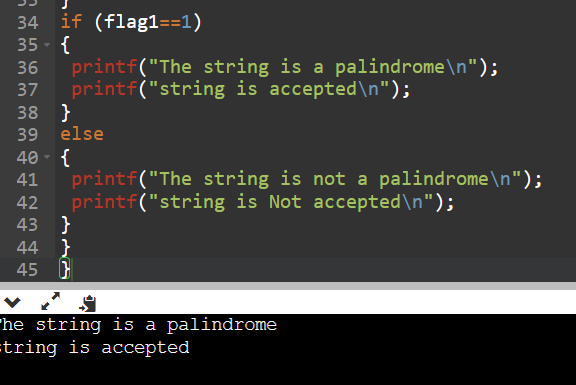 34 if (flag1==1)
35 {
36 printf("The string is a palindrome\n");
37 printf("string is accepted\n");
38 }
39 else
40 {
41 printf("The string is not a palindrome\n");
42 printf("string is Not accepted\n");
43 }
44 }
45 }
The string is a palindrome
string is accepted